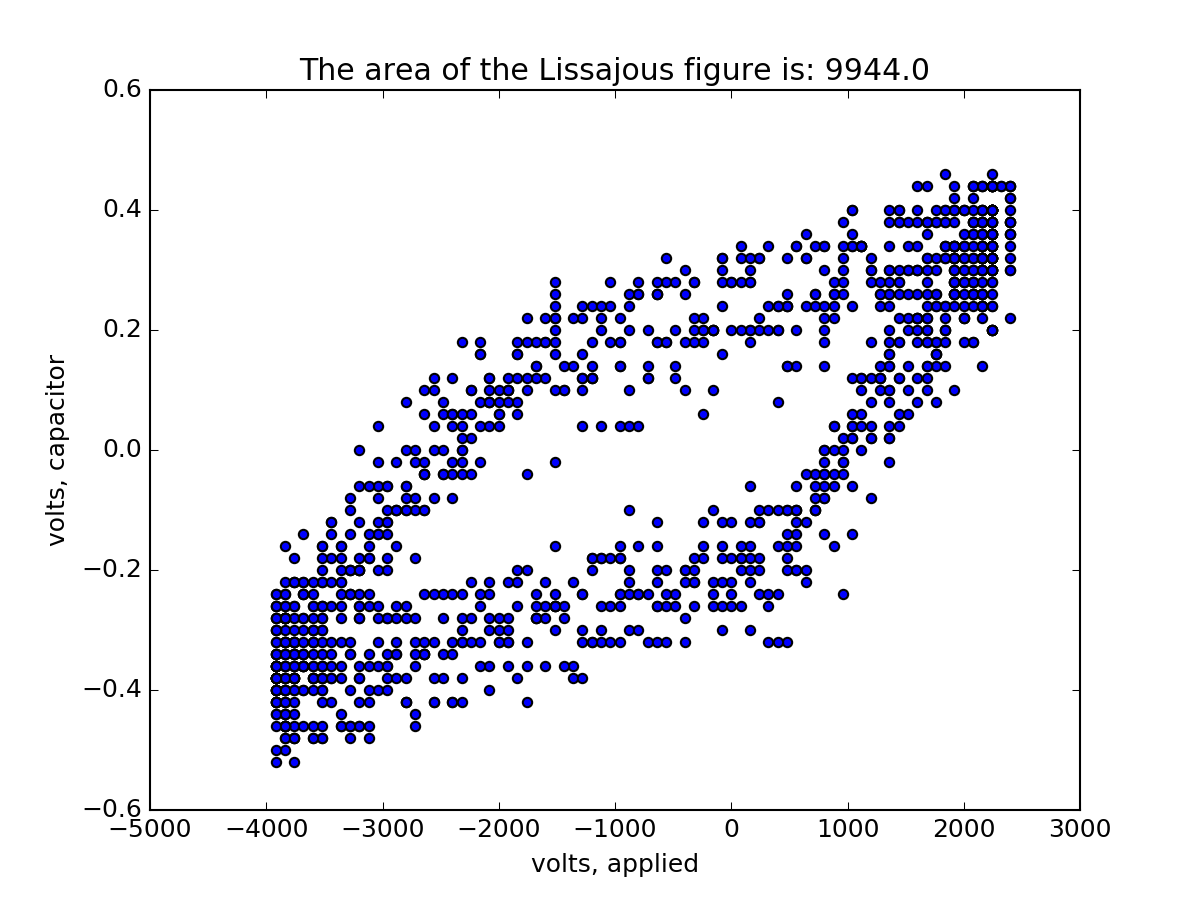 The area of the Lissajous figure is: 9944.0
0.6
0.4
0.2
0.0
−0.2
−0.4
−0.6
volts, capacitor
−5000 −4000 −3000 −2000 −1000 0 1000 2000 3000
volts, applied